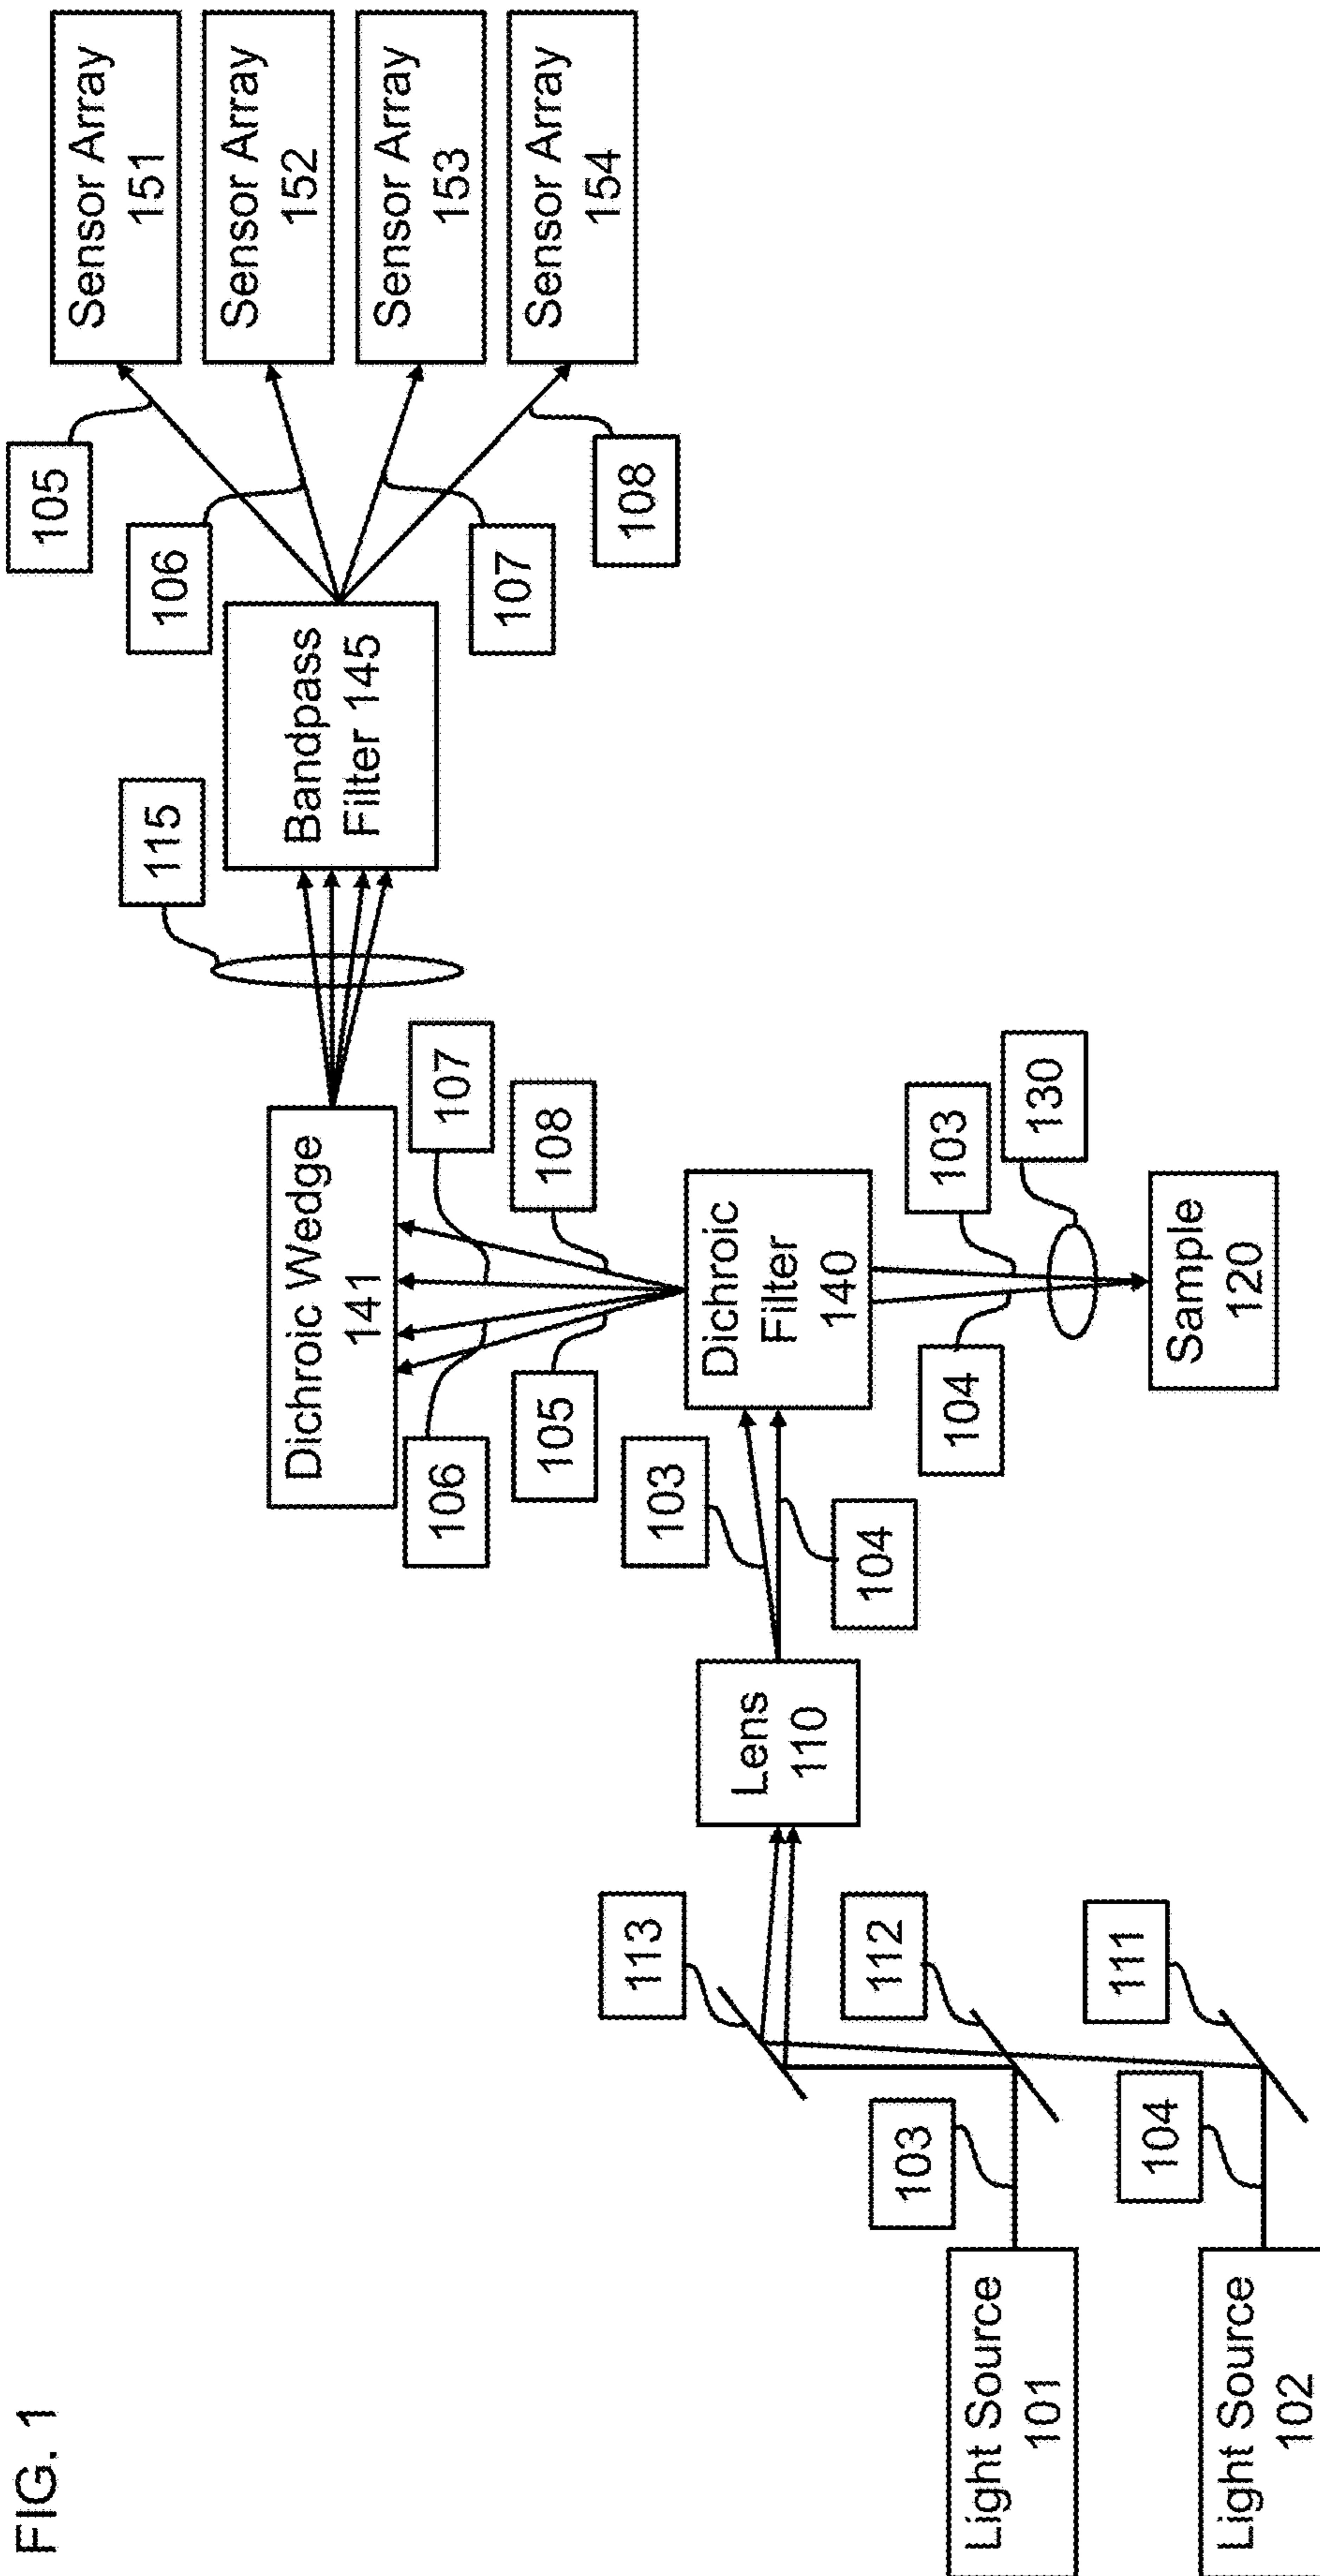 FIG. 1
Light Source
101
Light Source
102
103
104
113
112
111
Lens
110
103
104
Dichroic Wedge
141
106
105
107
108
Dichroic
Filter
140
104
103
130
Sample
120
115
Bandpass
Filter 145
105
106
107
108
Sensor Array
151
Sensor Array
152
Sensor Array
153
Sensor Array
154